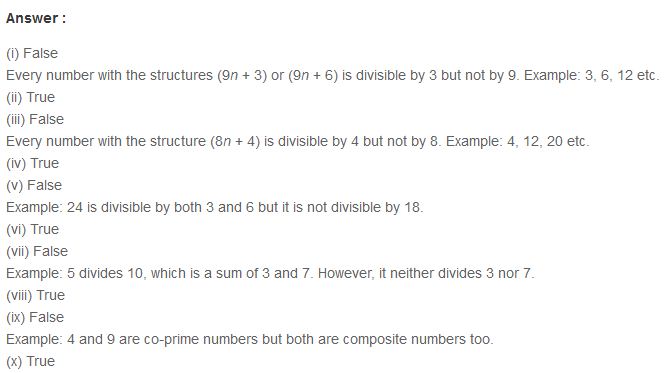 Answer :
(i) False
Every number with the structures (9n + 3) or (9n + 6) is divisible by 3 but not by 9. Example: 3, 6, 12 etc.
(ii) True
(iii) False
Every number with the structure (8n + 4) is divisible by 4 but not by 8. Example: 4, 12, 20 etc.
(iv) True
(v) False
Example: 24 is divisible by both 3 and 6 but it is not divisible by 18.
(vi) True
(vii) False
Example: 5 divides 10, which is a sum of 3 and 7. However, it neither divides 3 nor 7.
(viii) True
(ix) False
Example: 4 and 9 are co-prime numbers but both are composite numbers too.
(x) True